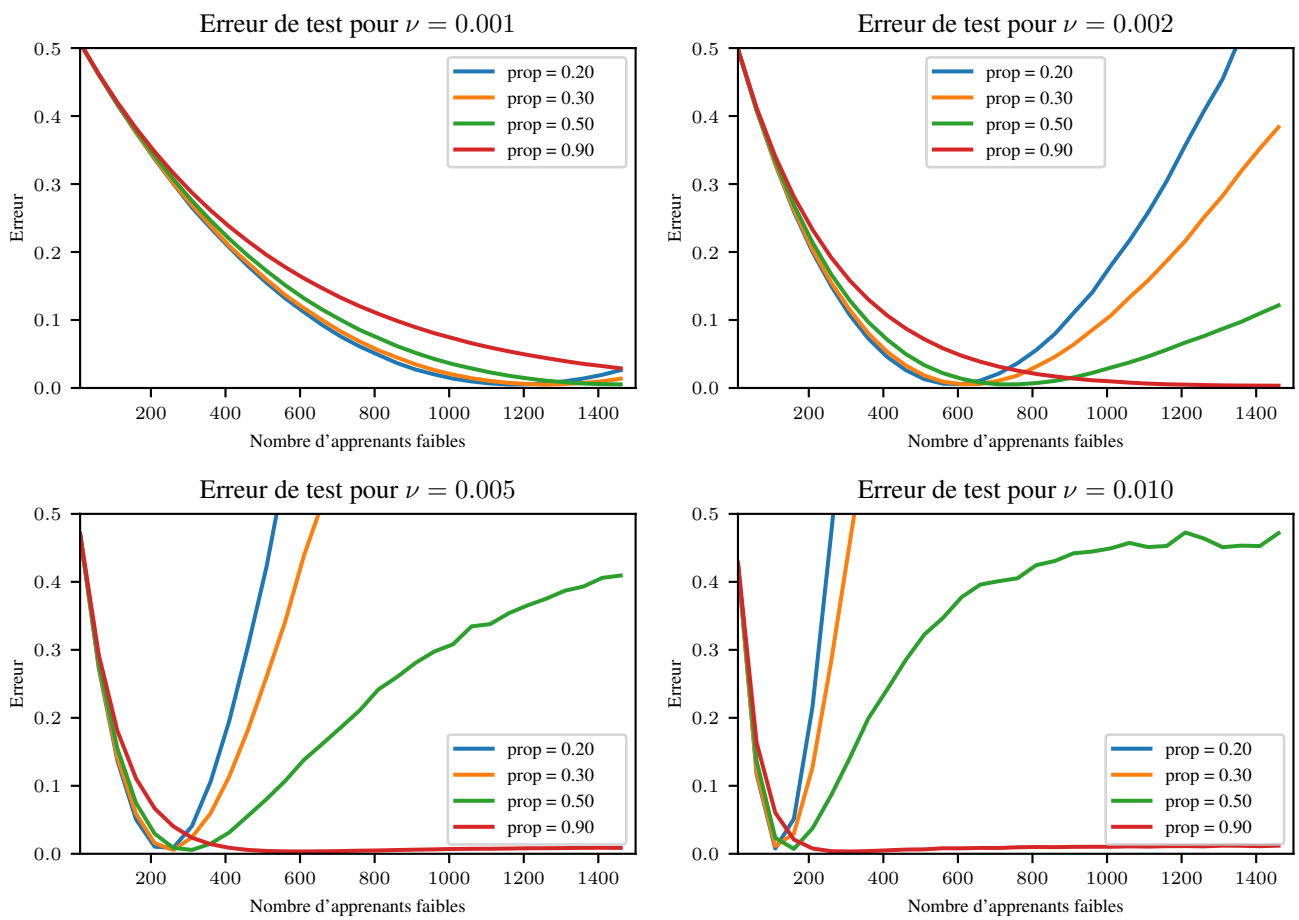 Erreur de test pour ν = 0.001
Erreur de test pour ν = 0.002
0.5
0.4
0.3
0.2
0.1
0.0
Erreur
prop = 0.20
prop = 0.30
prop = 0.50
prop = 0.90
200 400 600 800 1000 1200 1400
Nombre d'apprenants faibles
0.5
0.4
0.3
0.2
0.1
0.0
Erreur
prop = 0.20
prop = 0.30
prop = 0.50
prop = 0.90
200 400 600 800 1000 1200 1400
Nombre d'apprenants faibles
Erreur de test pour ν = 0.005
Erreur de test pour ν = 0.010
0.5
0.4
0.3
0.2
0.1
0.0
Erreur
prop = 0.20
prop = 0.30
prop = 0.50
prop = 0.90
200 400 600 800 1000 1200 1400
Nombre d'apprenants faibles
0.5
0.4
0.3
0.2
0.1
0.0
Erreur
prop = 0.20
prop = 0.30
prop = 0.50
prop = 0.90
200 400 600 800 1000 1200 1400
Nombre d'apprenants faibles